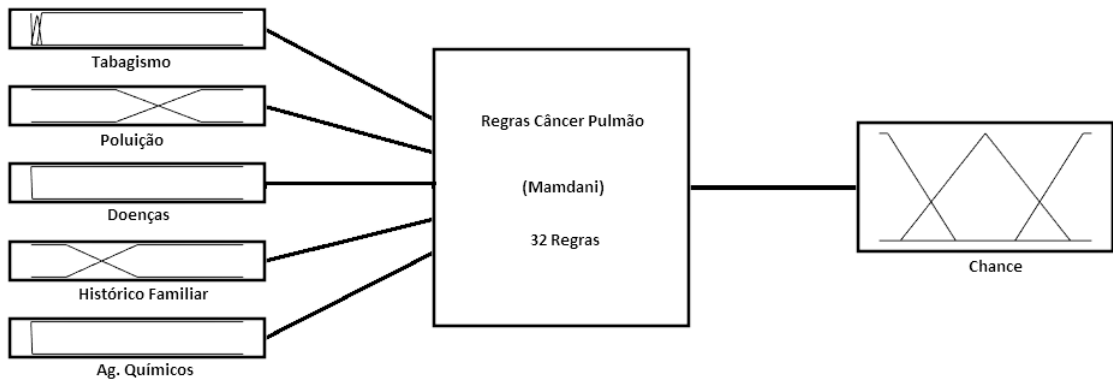 Tabagismo
Poluição
Doenças
Histórico Familiar
Ag. Químicos
Regras Câncer Pulmão
(Mamdani)
32 Regras
Chance